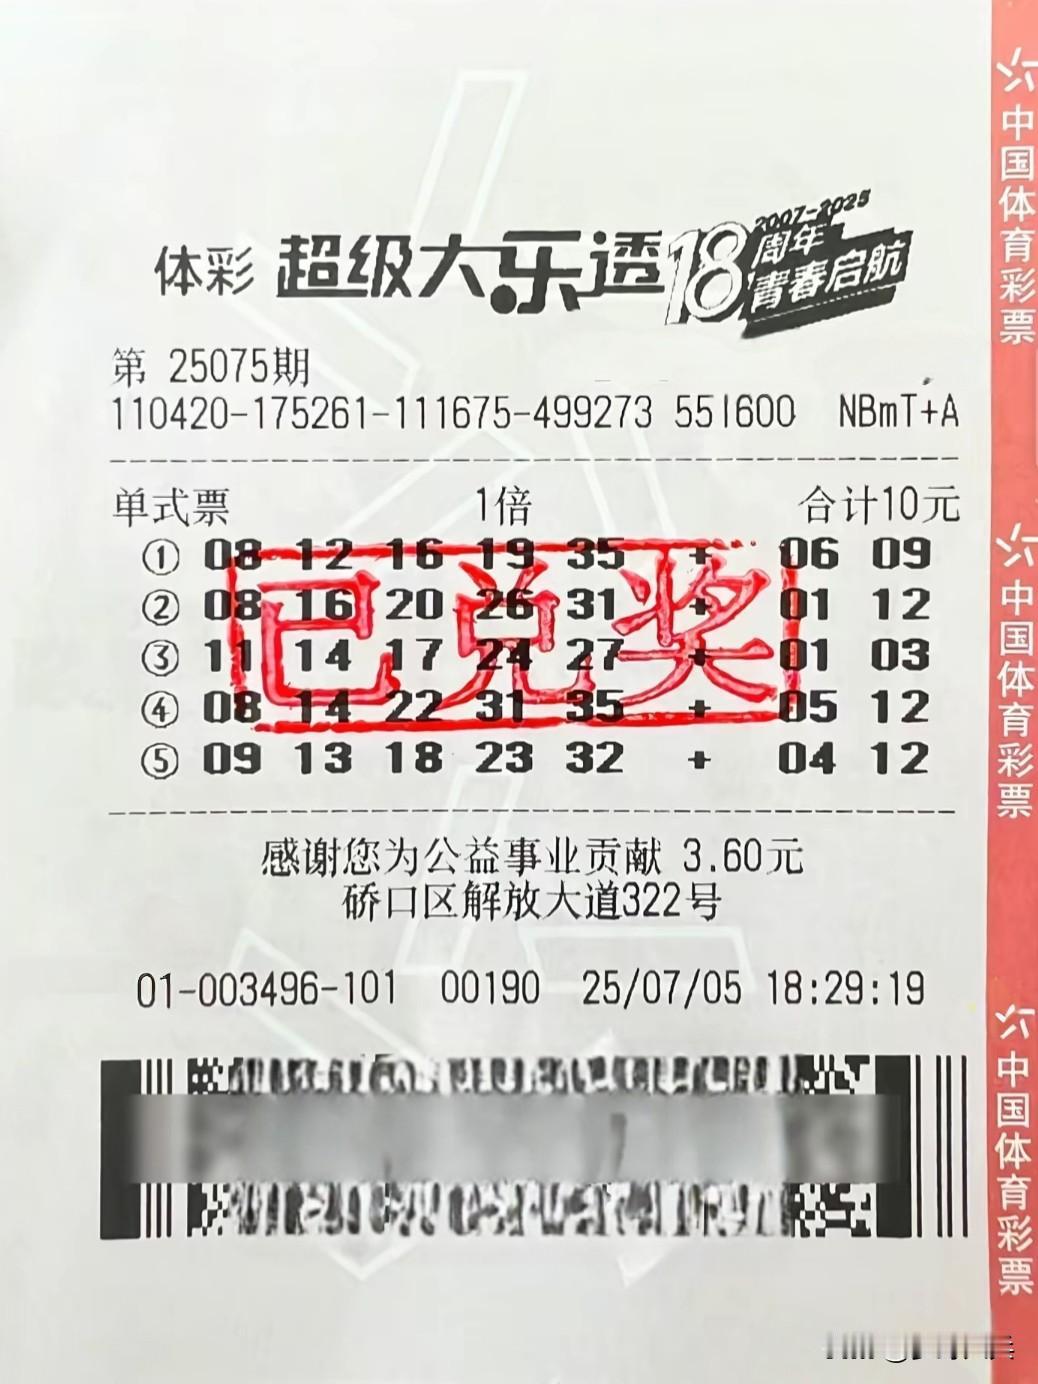 体彩 超级大乐透 18周年 2007-2025 青春启航
第 25075期
110420-175261-111675-499273 551600 NBmT+A
单式票 1倍 合计10元
① 08 12 16 19 35 + 06 09
② 08 16 20 26 31 + 01 12
③ 11 14 17 24 27 + 01 03
④ 08 14 22 31 35 + 05 12
⑤ 09 13 18 23 32 + 04 12
已兑奖
感谢您为公益事业贡献 3.60元
硚口区解放大道322号
01-003496-101 00190 25/07/05 18:29:19
中国体育彩票
中国体育彩票
中国体育彩票